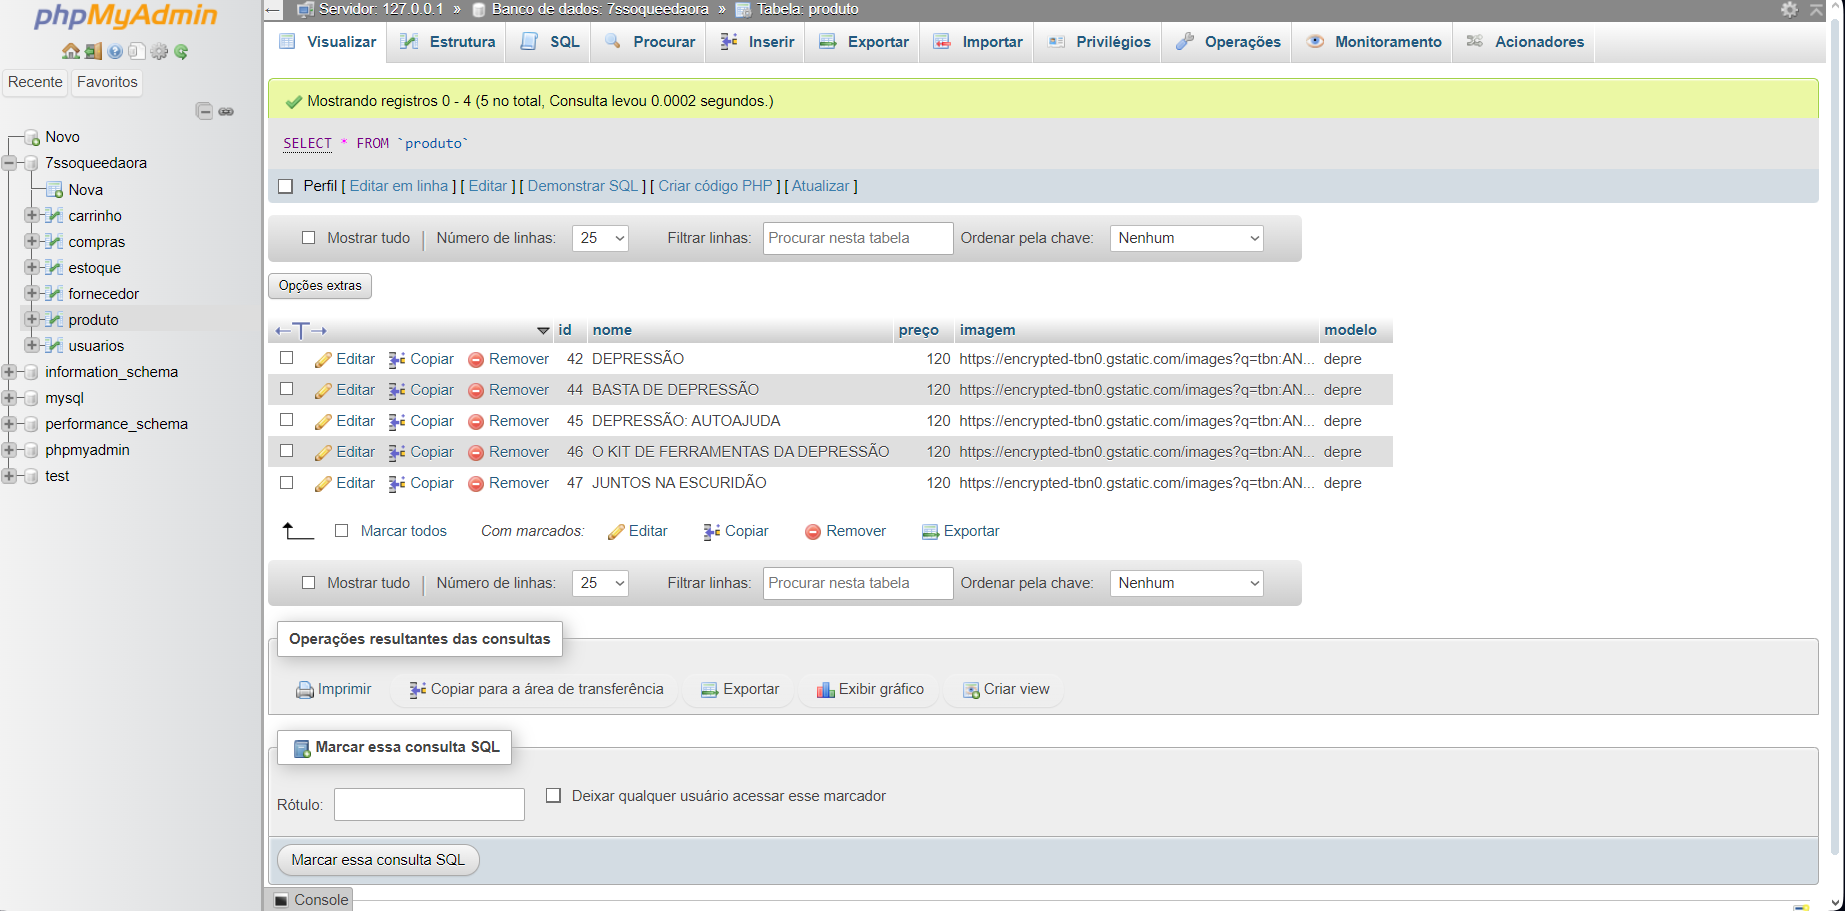 phpMyAdmin
Recente Favoritos
Novo
7ssoqueedaora
Nova
carrinho
compras
estoque
fornecedor
produto
usuarios
information_schema
mysql
performance_schema
phpmyadmin
test
Servidor: 127.0.0.1 » Banco de dados: 7ssoqueedaora » Tabela: produto
Visualizar Estrutura SQL Procurar Inserir Exportar Importar Privilégios Operações Monitoramento Acionadores
Mostrando registros 0 - 4 (5 no total, Consulta levou 0.0002 segundos.)
SELECT * FROM `produto`
Perfil [ Editar em linha ] [ Editar ] [ Demonstrar SQL ] [ Criar código PHP ] [ Atualizar ]
Mostrar tudo | Número de linhas: 25 Filtrar linhas: Procurar nesta tabela Ordenar pela chave: Nenhum
Opções extras
←T→ id nome preço imagem modelo
Editar Copiar Remover 42 DEPRESSÃO 120 https://encrypted-tbn0.gstatic.com/images?q=tbn:AN... depre
Editar Copiar Remover 44 BASTA DE DEPRESSÃO 120 https://encrypted-tbn0.gstatic.com/images?q=tbn:AN... depre
Editar Copiar Remover 45 DEPRESSÃO: AUTOAJUDA 120 https://encrypted-tbn0.gstatic.com/images?q=tbn:AN... depre
Editar Copiar Remover 46 O KIT DE FERRAMENTAS DA DEPRESSÃO 120 https://encrypted-tbn0.gstatic.com/images?q=tbn:AN... depre
Editar Copiar Remover 47 JUNTOS NA ESCURIDÃO 120 https://encrypted-tbn0.gstatic.com/images?q=tbn:AN... depre
Marcar todos Com marcados: Editar Copiar Remover Exportar
Mostrar tudo | Número de linhas: 25 Filtrar linhas: Procurar nesta tabela Ordenar pela chave: Nenhum
Operações resultantes das consultas
Imprimir Copiar para a área de transferência Exportar Exibir gráfico Criar view
Marcar essa consulta SQL
Rótulo: Deixar qualquer usuário acessar esse marcador
Marcar essa consulta SQL
Console